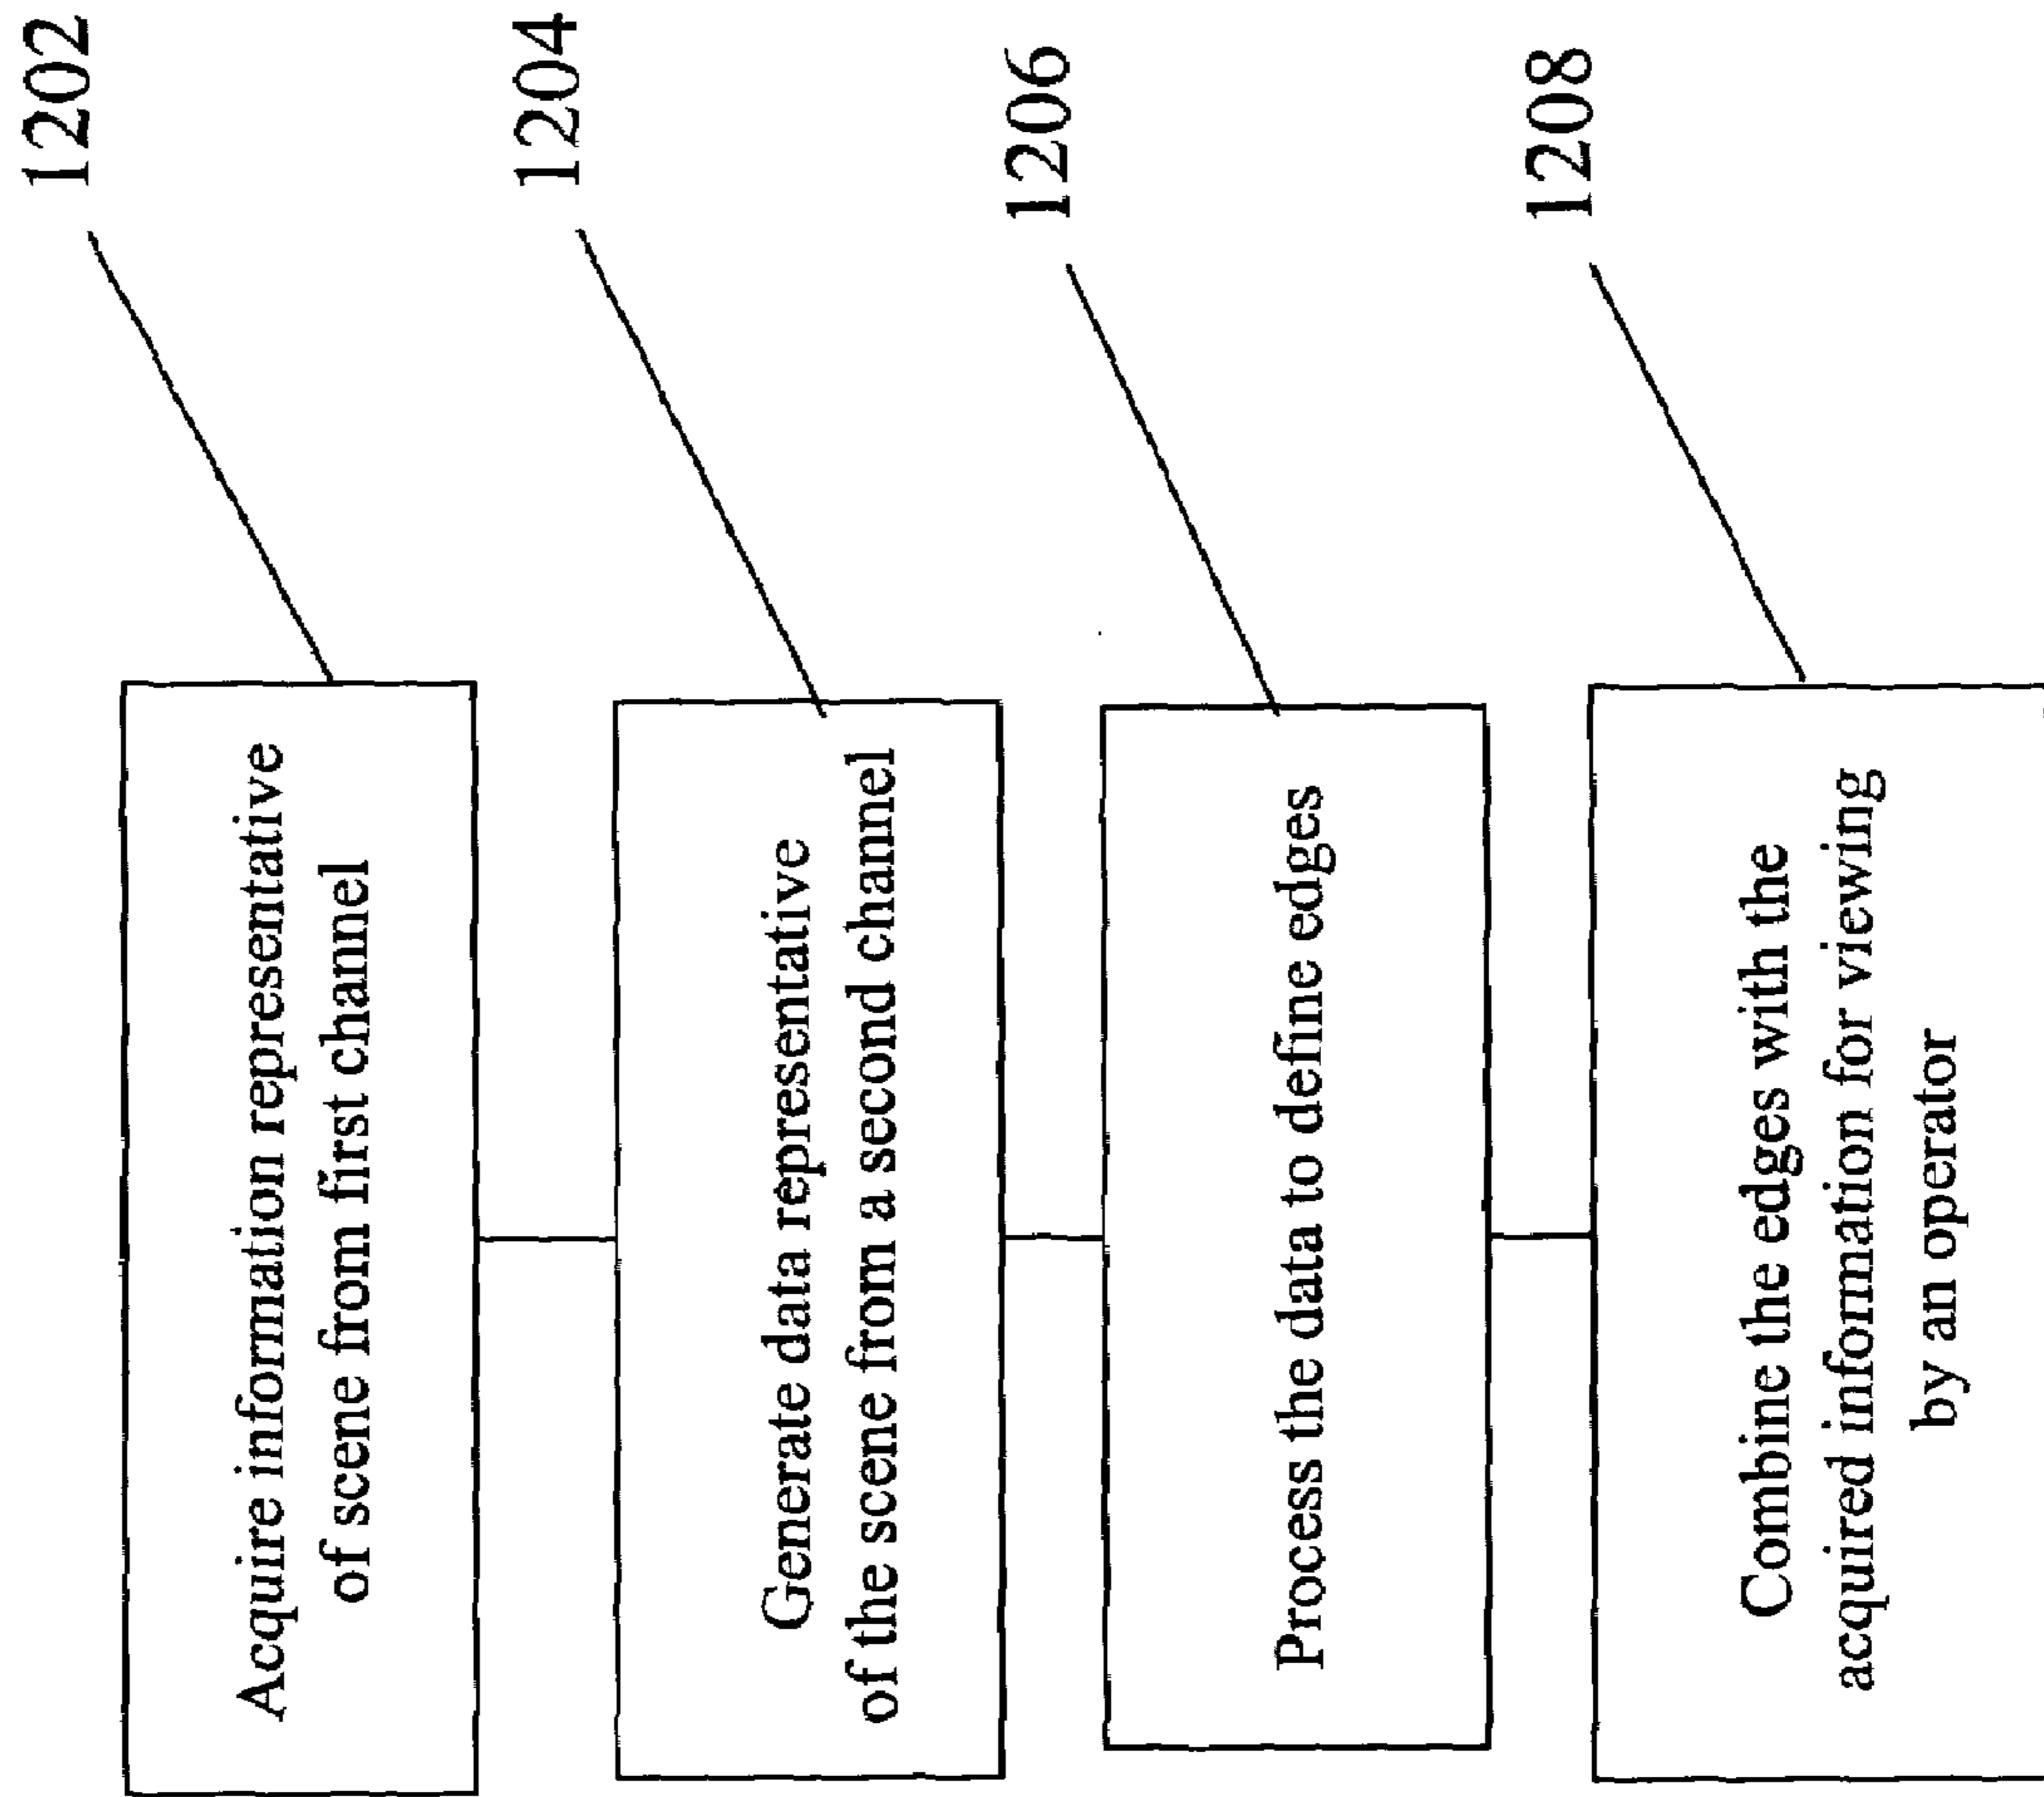 Acquire information representative
of scene from first channel
1202
Generate data representative
of the scene from a second channel
1204
Process the data to define edges
1206
Combine the edges with the
acquired information for viewing
by an operator
1208